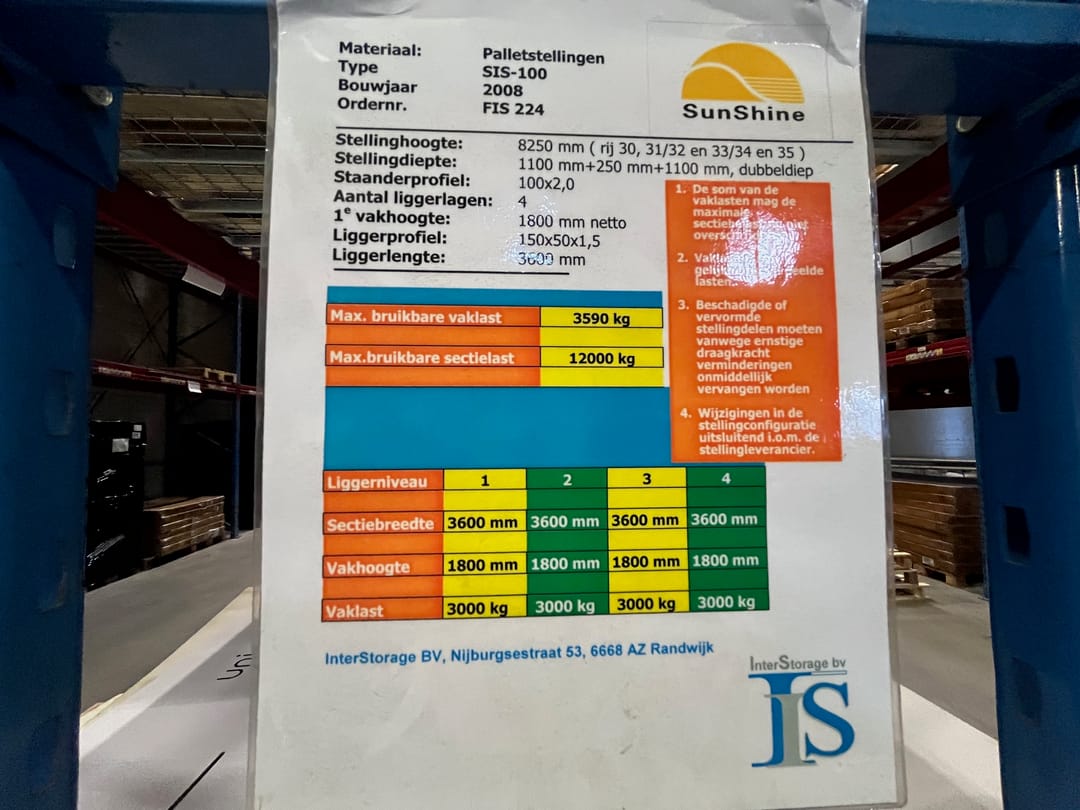 Materiaal: Palletstellingen
Type SIS-100
Bouwjaar 2008
Ordernr. FIS 224
SunShine
Stellinghoogte: 8250 mm ( rij 30, 31/32 en 33/34 en 35 )
Stellingdiepte: 1100 mm+250 mm+1100 mm, dubbeldiep
Staanderprofiel: 100x2,0
Aantal liggerlagen: 4
1e vakhoogte: 1800 mm netto
Liggerprofiel: 150x50x1,5
Liggerlengte: 3600 mm
1. De som van de
vaklasten mag de
maximale
niet
2.
lasten.
3. Beschadigde of
vervormde
stellingdelen moeten
vanwege ernstige
draagkracht
verminderingen
onmiddellijk
vervangen worden
4. Wijzigingen in de
stellingconfiguratie
uitsluitend i.o.m. de
stellingleverancier.
Max. bruikbare vaklast 3590 kg
Max.bruikbare sectielast 12000 kg
Liggerniveau 1 2 3 4
Sectiebreedte 3600 mm 3600 mm 3600 mm 3600 mm
Vakhoogte 1800 mm 1800 mm 1800 mm 1800 mm
Vaklast 3000 kg 3000 kg 3000 kg 3000 kg
InterStorage BV, Nijburgsestraat 53, 6668 AZ Randwijk
InterStorage bv
IS
Uni